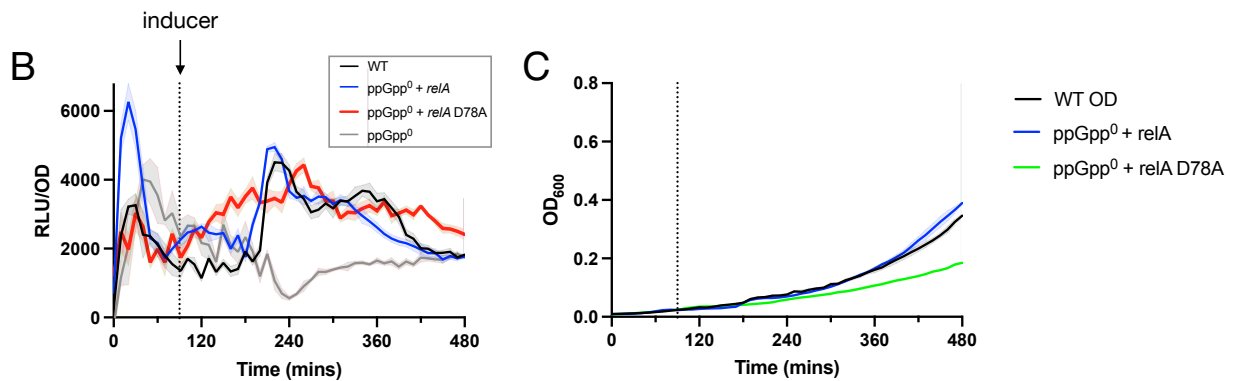 inducer
B
WT
ppGpp⁰ + relA
ppGpp⁰ + relA D78A
ppGpp⁰
RLU/OD
6000
4000
2000
0
0 120 240 360 480
Time (mins)
C
WT OD
ppGpp⁰ + relA
ppGpp⁰ + relA D78A
OD₆₀₀
0.8
0.6
0.4
0.2
0.0
0 120 240 360 480
Time (mins)